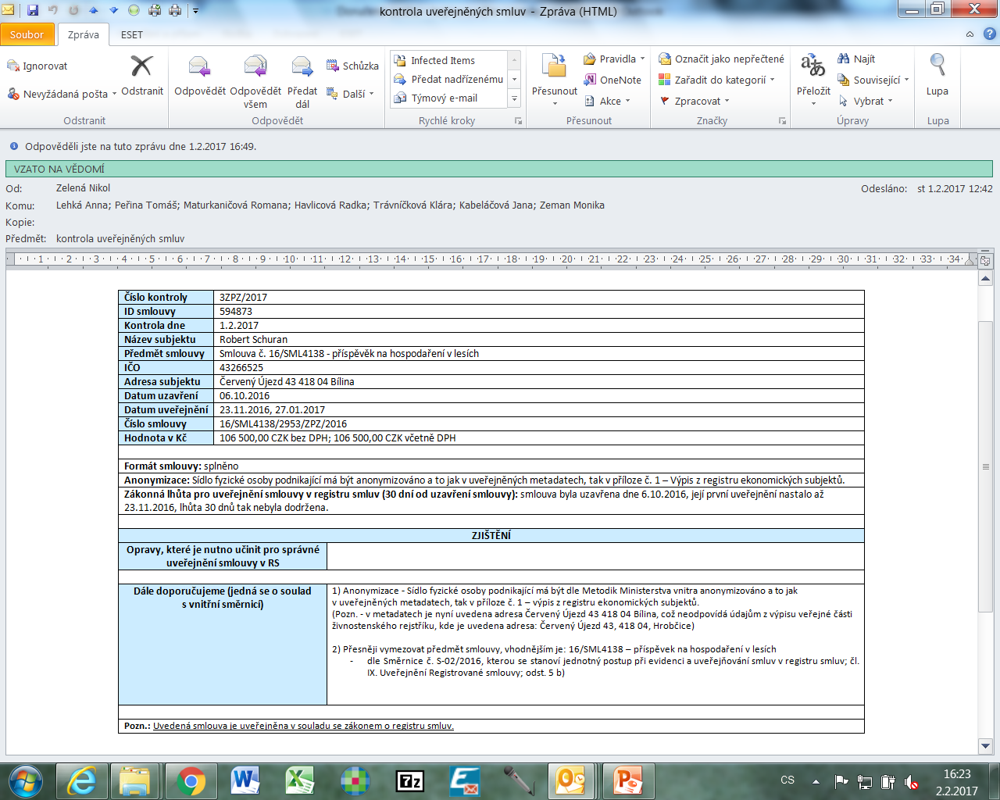 kontrola uveřejněných smluv - Zpráva (HTML)
Soubor
Zpráva
ESET
Ignorovat
Nevyžádaná pošta
Odstranit
Odstranit
Odpovědět
Odpovědět všem
Předat dál
Schůzka
Další
Odpovědět
Infected Items
Předat nadřízenému
Týmový e-mail
Rychlé kroky
Přesunout
Pravidla
OneNote
Akce
Přesunout
Označit jako nepřečtené
Zařadit do kategorií
Zpracovat
Značky
Přeložit
Najít
Související
Vybrat
Úpravy
Lupa
Lupa
Odpověděli jste na tuto zprávu dne 1.2.2017 16:49.
VZATO NA VĚDOMÍ
Od: Zelená Nikol
Odesláno: st 1.2.2017 12:42
Komu: Lehká Anna; Peřina Tomáš; Maturkaničová Romana; Havlicová Radka; Trávníčková Klára; Kabeláčová Jana; Zeman Monika
Kopie:
Předmět: kontrola uveřejněných smluv
1 2 3 4 5 6 7 8 9 10 11 12 13 14 15 16 17 18 19 20 21 22 23 24 25 26 27 28 29 30 31 32 33 34
Číslo kontroly 3ZPZ/2017
ID smlouvy 594873
Kontrola dne 1.2.2017
Název subjektu Robert Schuran
Předmět smlouvy Smlouva č. 16/SML4138 - příspěvěk na hospodaření v lesích
IČO 43266525
Adresa subjektu Červený Újezd 43 418 04 Bílina
Datum uzavření 06.10.2016
Datum uveřejnění 23.11.2016, 27.01.2017
Číslo smlouvy 16/SML4138/2953/ZPZ/2016
Hodnota v Kč 106 500,00 CZK bez DPH; 106 500,00 CZK včetně DPH
Formát smlouvy: splněno
Anonymizace: Sídlo fyzické osoby podnikající má být anonymizováno a to jak v uveřejněných metadatech, tak v příloze č. 1 – Výpis z registru ekonomických subjektů.
Zákonná lhůta pro uveřejnění smlouvy v registru smluv (30 dní od uzavření smlouvy): smlouva byla uzavřena dne 6.10.2016, její první uveřejnění nastalo až
23.11.2016, lhůta 30 dnů tak nebyla dodržena.
ZJIŠTĚNÍ
Opravy, které je nutno učinit pro správné
uveřejnění smlouvy v RS
Dále doporučujeme (jedná se o soulad
s vnitřní směrnicí)
1) Anonymizace - Sídlo fyzické osoby podnikající má být dle Metodik Ministerstva vnitra anonymizováno a to jak
v uveřejněných metadatech, tak v příloze č. 1 – výpis z registru ekonomických subjektů.
(Pozn. - v metadatech je nyní uvedena adresa Červený Újezd 43 418 04 Bílina, což neodpovídá údajům z výpisu veřejné části
živnostenského rejstříku, kde je uvedena adresa: Červený Újezd 43, 418 04, Hrobčice)
2) Přesněji vymezovat předmět smlouvy, vhodnějším je: 16/SML4138 – příspěvek na hospodaření v lesích
- dle Směrnice č. S-02/2016, kterou se stanoví jednotný postup při evidenci a uveřejňování smluv v registru smluv; čl.
IX. Uveřejnění Registrované smlouvy; odst. 5 b)
Pozn.: Uvedená smlouva je uveřejněna v souladu se zákonem o registru smluv.
CS
16:23
2.2.2017